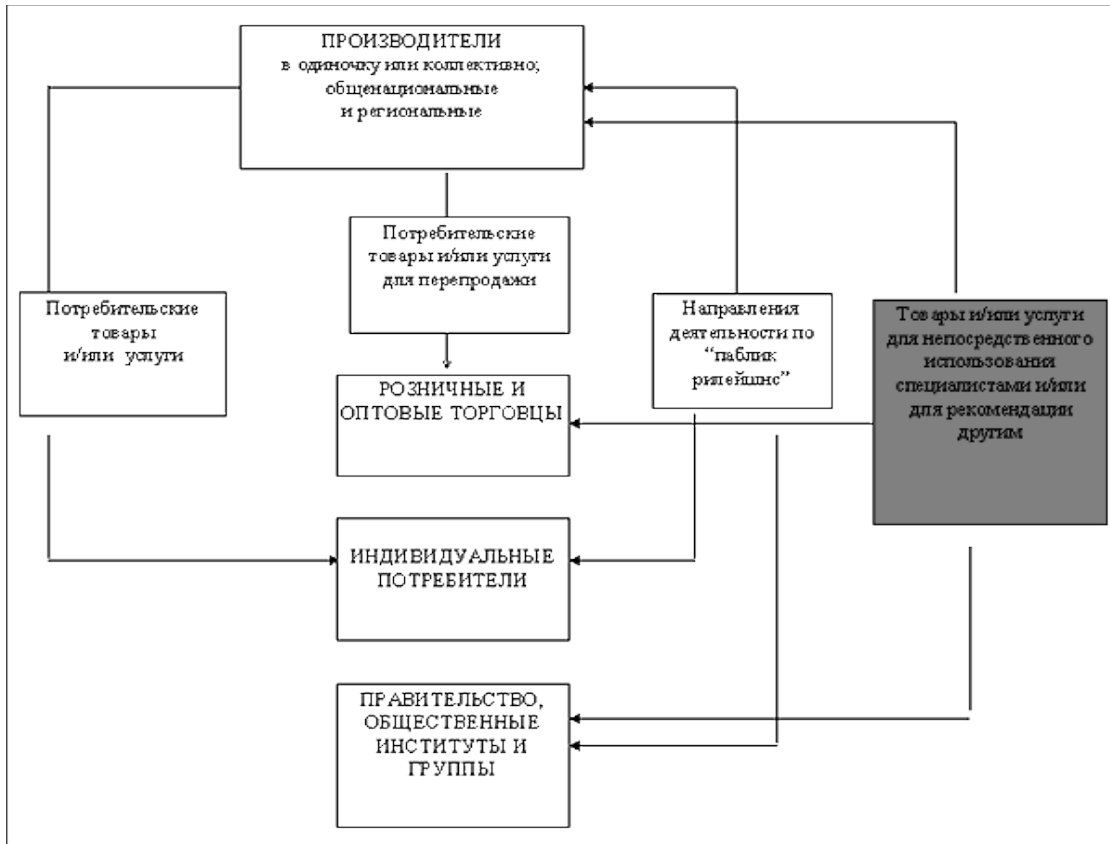 ПРОИЗВОДИТЕЛИ
в одиночку или коллективно;
общенациональные
и региональные
Потребительские
товары и/или услуги
для перепродажи
Потребительские
товары
и/или услуги
Направления
деятельности по
“паблик
рилейшнс”
Товары и/или услуги
для непосредственного
использования
специалистами и/или
для рекомендации
другим
РОЗНИЧНЫЕ И
ОПТОВЫЕ ТОРГОВЦЫ
ИНДИВИДУАЛЬНЫЕ
ПОТРЕБИТЕЛИ
ПРАВИТЕЛЬСТВО,
ОБЩЕСТВЕННЫЕ
ИНСТИТУТЫ И
ГРУППЫ